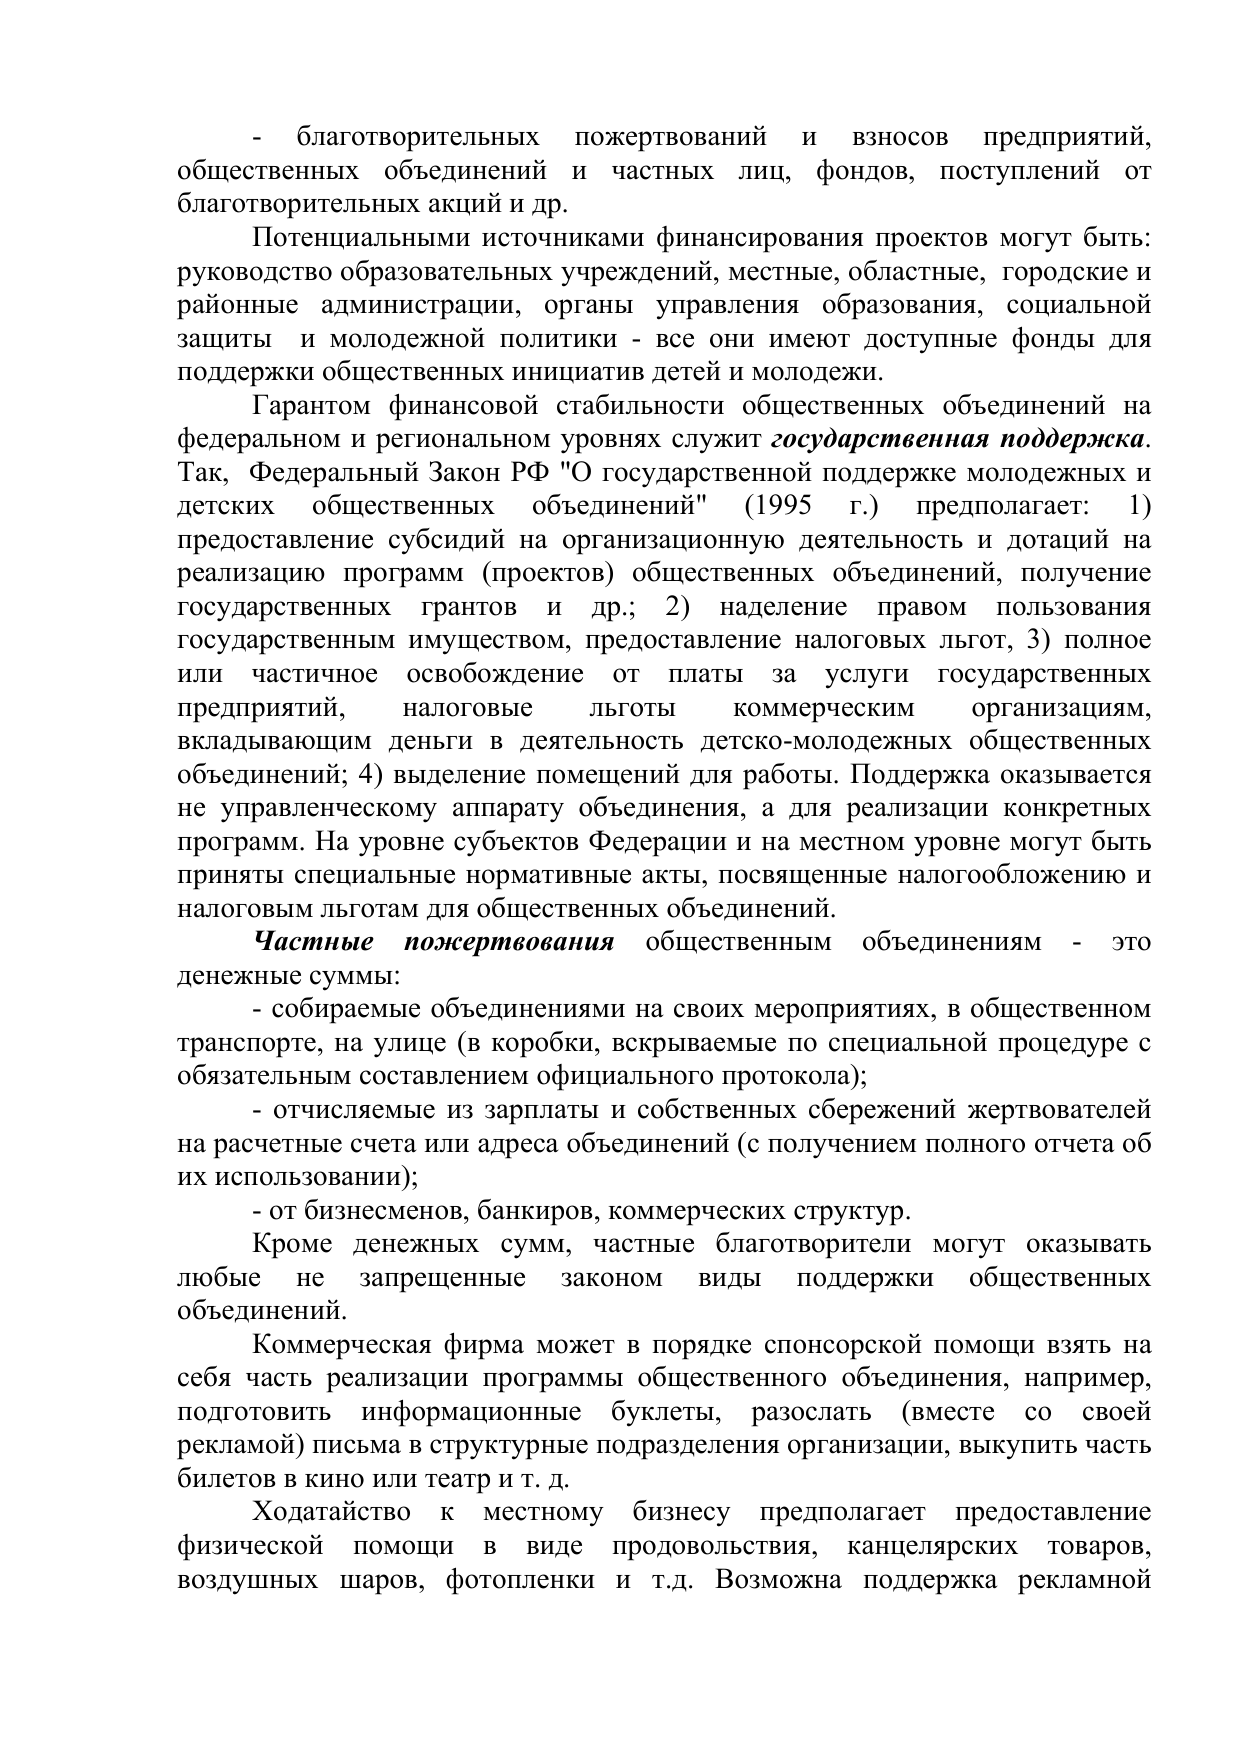 - благотворительных пожертвований и взносов предприятий,
общественных объединений и частных лиц, фондов, поступлений от
благотворительных акций и др.
Потенциальными источниками финансирования проектов могут быть:
руководство образовательных учреждений, местные, областные, городские и
районные администрации, органы управления образования, социальной
защиты и молодежной политики - все они имеют доступные фонды для
поддержки общественных инициатив детей и молодежи.
Гарантом финансовой стабильности общественных объединений на
федеральном и региональном уровнях служит государственная поддержка.
Так, Федеральный Закон РФ "О государственной поддержке молодежных и
детских общественных объединений" (1995 г.) предполагает: 1)
предоставление субсидий на организационную деятельность и дотаций на
реализацию программ (проектов) общественных объединений, получение
государственных грантов и др.; 2) наделение правом пользования
государственным имуществом, предоставление налоговых льгот, 3) полное
или частичное освобождение от платы за услуги государственных
предприятий, налоговые льготы коммерческим организациям,
вкладывающим деньги в деятельность детско-молодежных общественных
объединений; 4) выделение помещений для работы. Поддержка оказывается
не управленческому аппарату объединения, а для реализации конкретных
программ. На уровне субъектов Федерации и на местном уровне могут быть
приняты специальные нормативные акты, посвященные налогообложению и
налоговым льготам для общественных объединений.
Частные пожертвования общественным объединениям - это
денежные суммы:
- собираемые объединениями на своих мероприятиях, в общественном
транспорте, на улице (в коробки, вскрываемые по специальной процедуре с
обязательным составлением официального протокола);
- отчисляемые из зарплаты и собственных сбережений жертвователей
на расчетные счета или адреса объединений (с получением полного отчета об
их использовании);
- от бизнесменов, банкиров, коммерческих структур.
Кроме денежных сумм, частные благотворители могут оказывать
любые не запрещенные законом виды поддержки общественных
объединений.
Коммерческая фирма может в порядке спонсорской помощи взять на
себя часть реализации программы общественного объединения, например,
подготовить информационные буклеты, разослать (вместе со своей
рекламой) письма в структурные подразделения организации, выкупить часть
билетов в кино или театр и т. д.
Ходатайство к местному бизнесу предполагает предоставление
физической помощи в виде продовольствия, канцелярских товаров,
воздушных шаров, фотопленки и т.д. Возможна поддержка рекламной